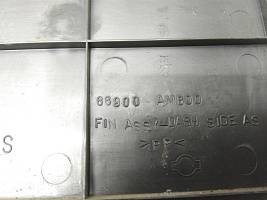 66900 AM800
FIN ASSY-DASH SIDE AS
>PP<
S